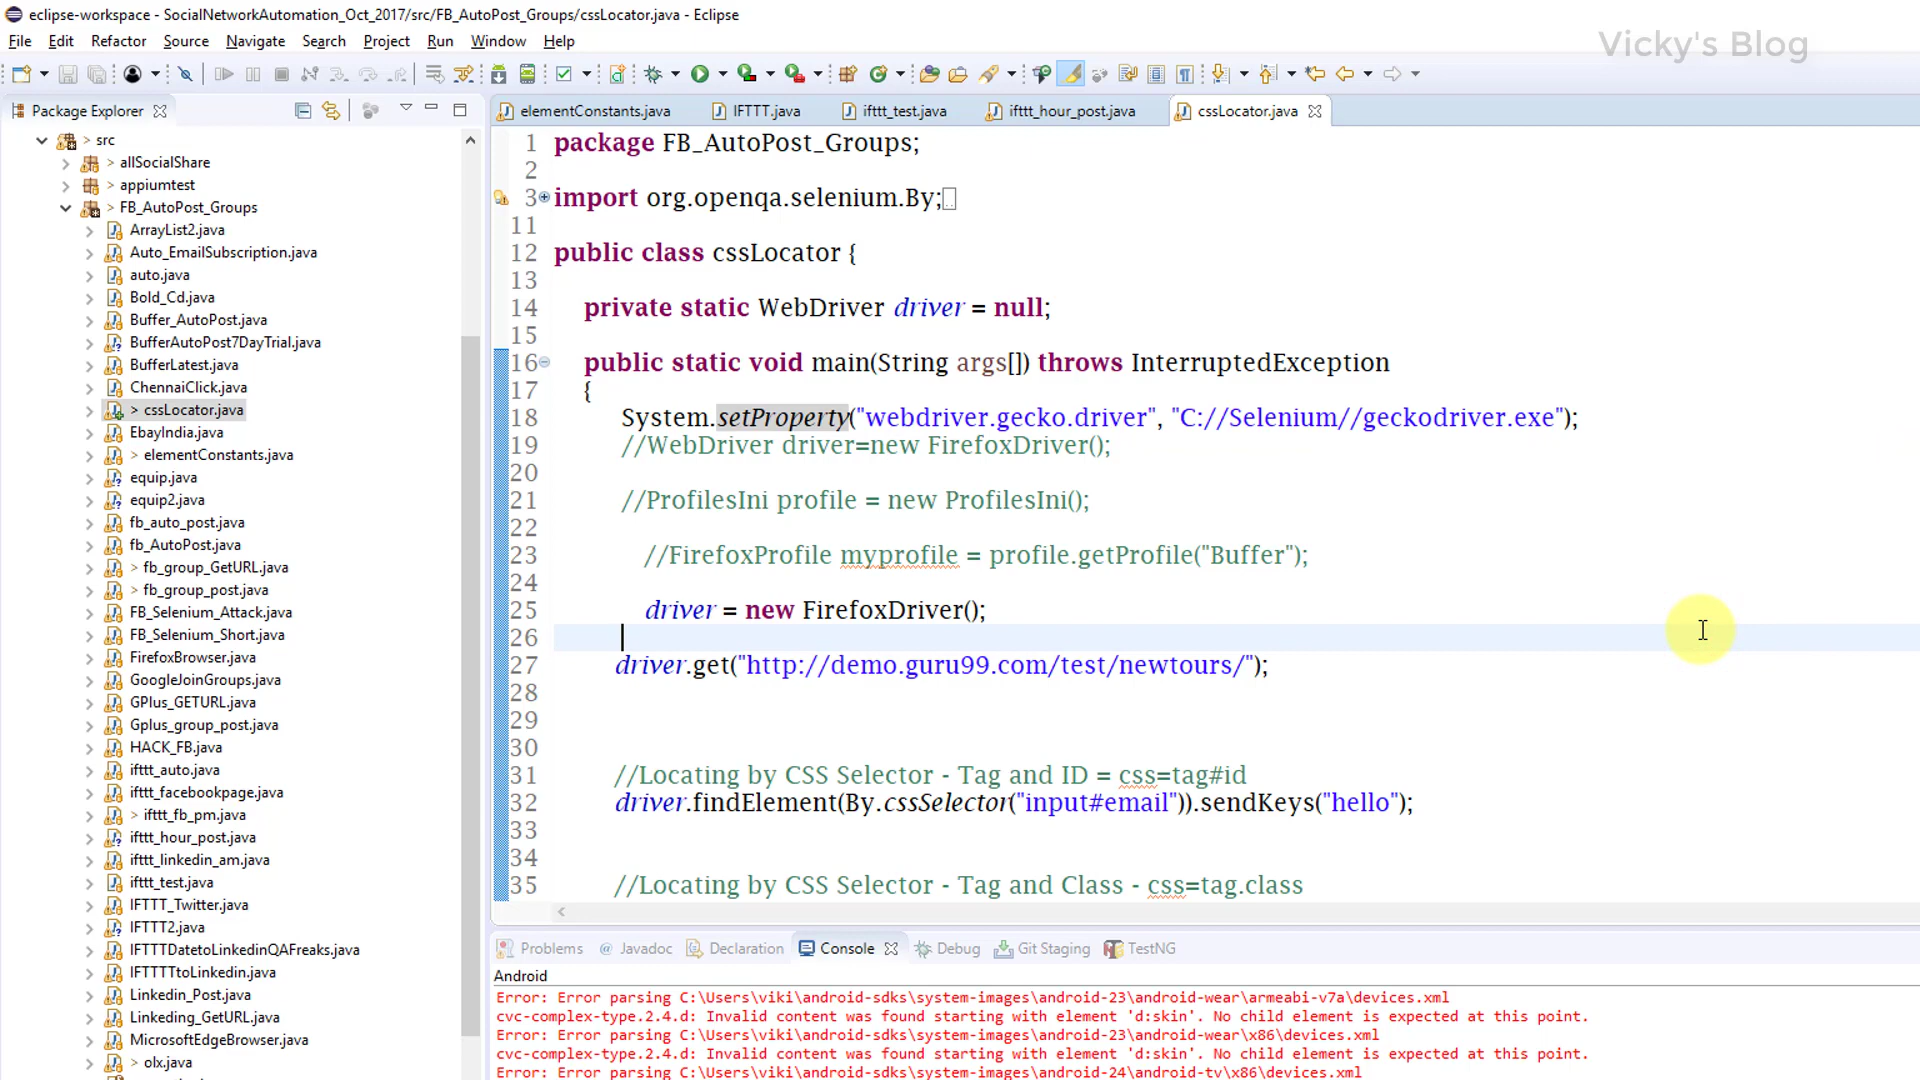 eclipse-workspace - SocialNetworkAutomation_Oct_2017/src/FB_AutoPost_Groups/cssLocator.java - Eclipse
Vicky's Blog
File Edit Refactor Source Navigate Search Project Run Window Help
Package Explorer
elementConstants.java IFTTT.java ifttt_test.java ifttt_hour_post.java cssLocator.java
> src
> allSocialShare
> appiumtest
> FB_AutoPost_Groups
ArrayList2.java
Auto_EmailSubscription.java
auto.java
Bold_Cd.java
Buffer_AutoPost.java
BufferAutoPost7DayTrial.java
BufferLatest.java
ChennaiClick.java
> cssLocator.java
EbayIndia.java
> elementConstants.java
equip.java
equip2.java
fb_auto_post.java
fb_AutoPost.java
> fb_group_GetURL.java
> fb_group_post.java
FB_Selenium_Attack.java
FB_Selenium_Short.java
FirefoxBrowser.java
GoogleJoinGroups.java
GPlus_GETURL.java
Gplus_group_post.java
HACK_FB.java
ifttt_auto.java
ifttt_facebookpage.java
> ifttt_fb_pm.java
ifttt_hour_post.java
ifttt_linkedin_am.java
ifttt_test.java
IFTTT_Twitter.java
IFTTT2.java
IFTTTDatetoLinkedinQAFreaks.java
IFTTTTtoLinkedin.java
Linkedin_Post.java
Linkeding_GetURL.java
MicrosoftEdgeBrowser.java
> olx.java
1 package FB_AutoPost_Groups;
2
3 import org.openqa.selenium.By;
11
12 public class cssLocator {
13
14 private static WebDriver driver = null;
15
16 public static void main(String args[]) throws InterruptedException
17 {
18 System.setProperty("webdriver.gecko.driver", "C://Selenium//geckodriver.exe");
19 //WebDriver driver=new FirefoxDriver();
20
21 //ProfilesIni profile = new ProfilesIni();
22
23 //FirefoxProfile myprofile = profile.getProfile("Buffer");
24
25 driver = new FirefoxDriver();
26
27 driver.get("http://demo.guru99.com/test/newtours/");
28
29
30
31 //Locating by CSS Selector - Tag and ID = css=tag#id
32 driver.findElement(By.cssSelector("input#email")).sendKeys("hello");
33
34
35 //Locating by CSS Selector - Tag and Class - css=tag.class
Problems @ Javadoc Declaration Console Debug Git Staging TestNG
Android
Error: Error parsing C:\Users\viki\android-sdks\system-images\android-23\android-wear\armeabi-v7a\devices.xml
cvc-complex-type.2.4.d: Invalid content was found starting with element 'd:skin'. No child element is expected at this point.
Error: Error parsing C:\Users\viki\android-sdks\system-images\android-23\android-wear\x86\devices.xml
cvc-complex-type.2.4.d: Invalid content was found starting with element 'd:skin'. No child element is expected at this point.
Error: Error parsing C:\Users\viki\android-sdks\system-images\android-24\android-tv\x86\devices.xml